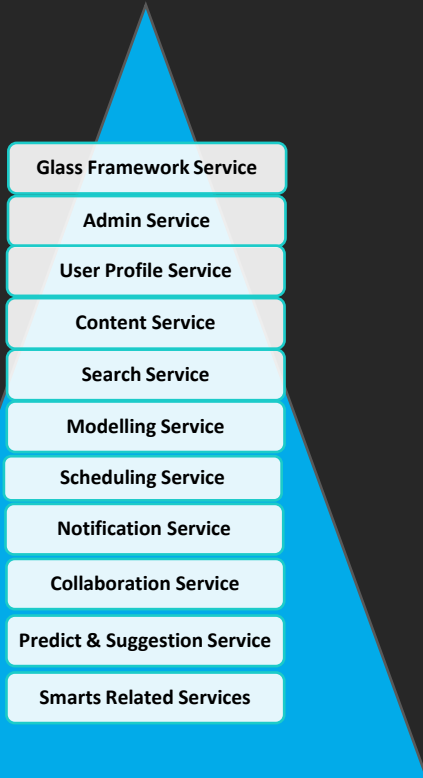 Glass Framework Service
Admin Service
User Profile Service
Content Service
Search Service
Modelling Service
Scheduling Service
Notification Service
Collaboration Service
Predict & Suggestion Service
Smarts Related Services